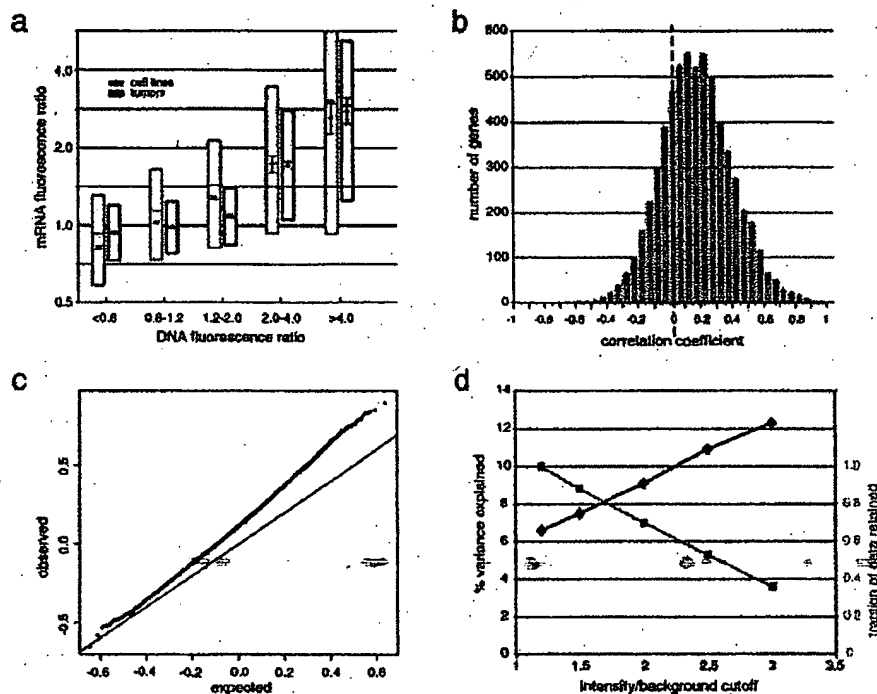 a
mRNA fluorescence ratio
4.0
2.0
1.0
0.5
cell lines
tumors
<0.8 0.8-1.2 1.2-2.0 2.0-4.0 >4.0
DNA fluorescence ratio
b
number of genes
600
500
400
300
200
100
0
-1 -0.8 -0.6 -0.4 -0.2 0 0.2 0.4 0.6 0.8 1
correlation coefficient
c
observed
0.5
0.0
-0.5
-0.6 -0.4 -0.2 0.0 0.2 0.4 0.6
expected
d
% variance explained
14
12
10
8
6
4
2
0
1.0
0.8
0.6
0.4
0.2
0
fraction of data retained
1 1.5 2 2.5 3 3.5
intensity/background cutoff